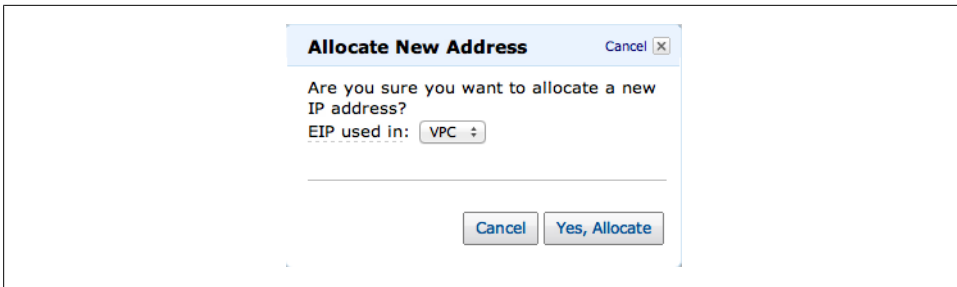 Allocate New Address
Cancel
Are you sure you want to allocate a new
IP address?
EIP used in: VPC
Cancel
Yes, Allocate